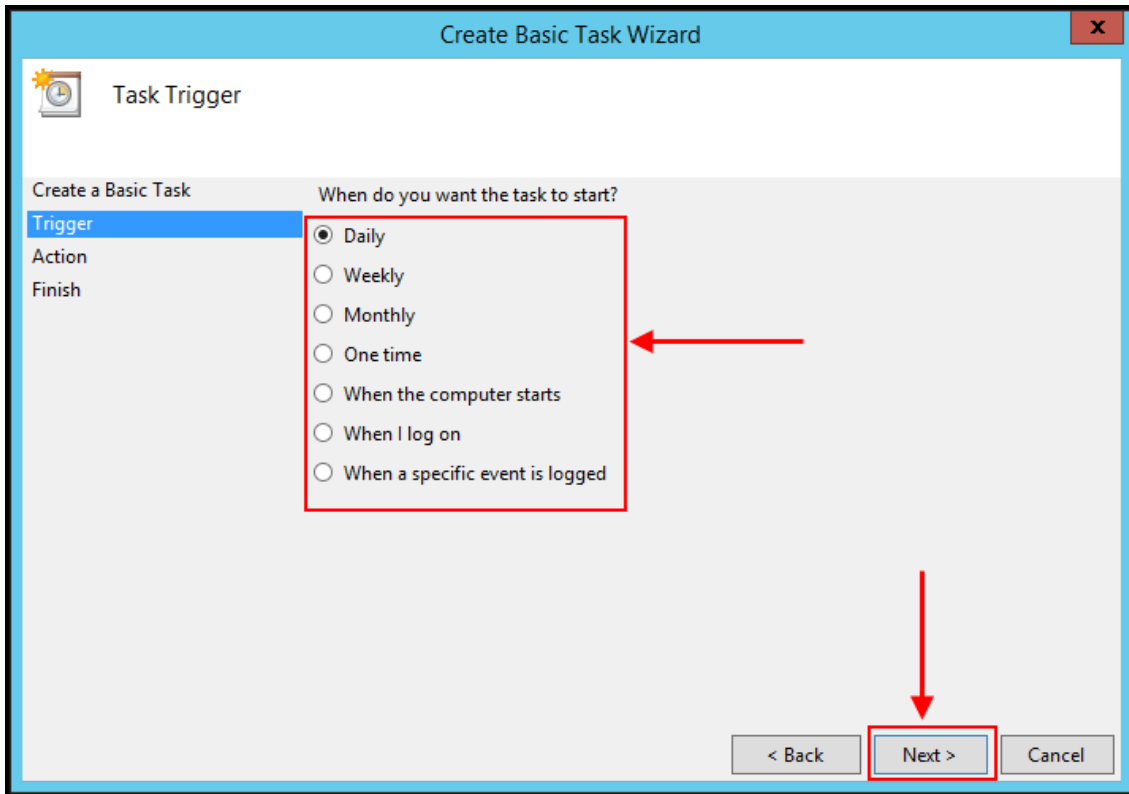 Create Basic Task Wizard
x
Task Trigger
Create a Basic Task
Trigger
Action
Finish
When do you want the task to start?
Daily
Weekly
Monthly
One time
When the computer starts
When I log on
When a specific event is logged
< Back
Next >
Cancel